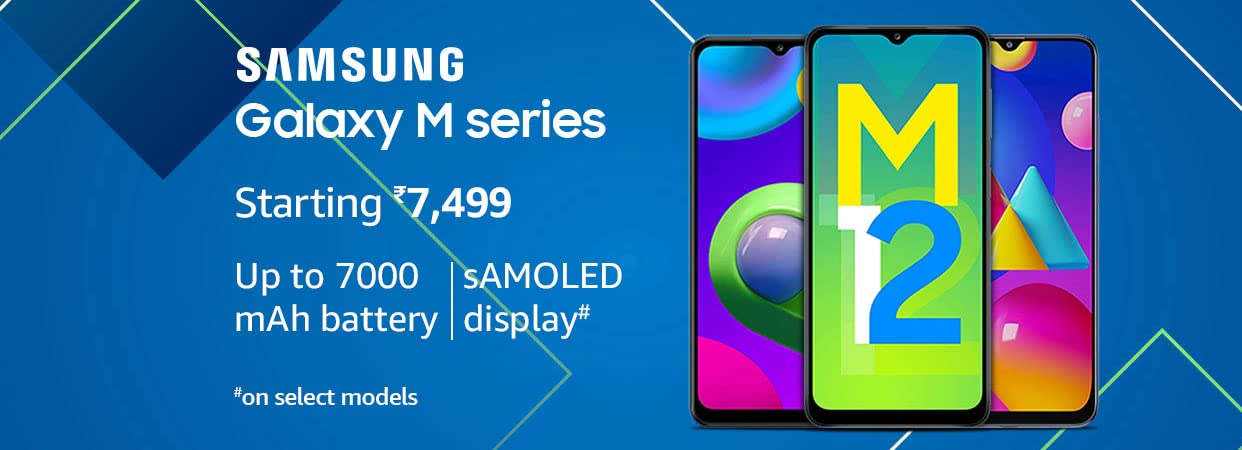 SAMSUNG
Galaxy M series
Starting ₹7,499
Up to 7000 mAh battery
sAMOLED display#
#on select models
M
12